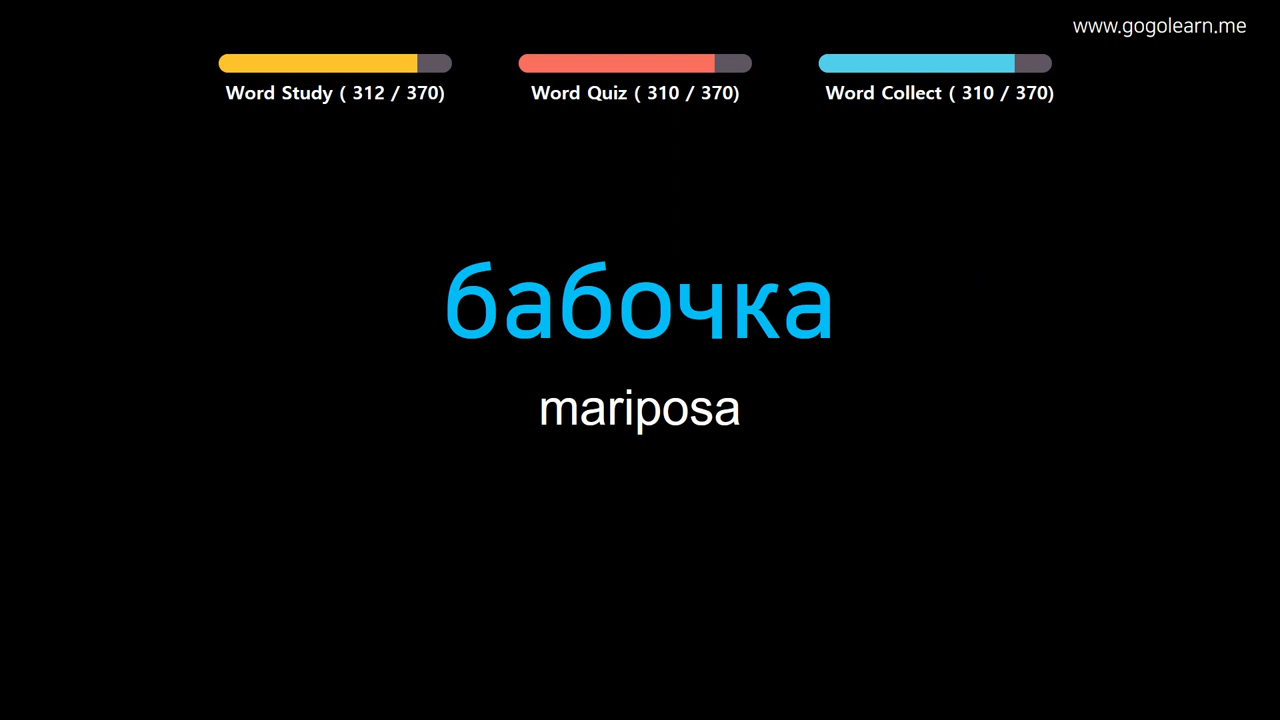 www.gogolearn.me
Word Study ( 312 / 370)
Word Quiz ( 310 / 370)
Word Collect ( 310 / 370)
бабочка
mariposa